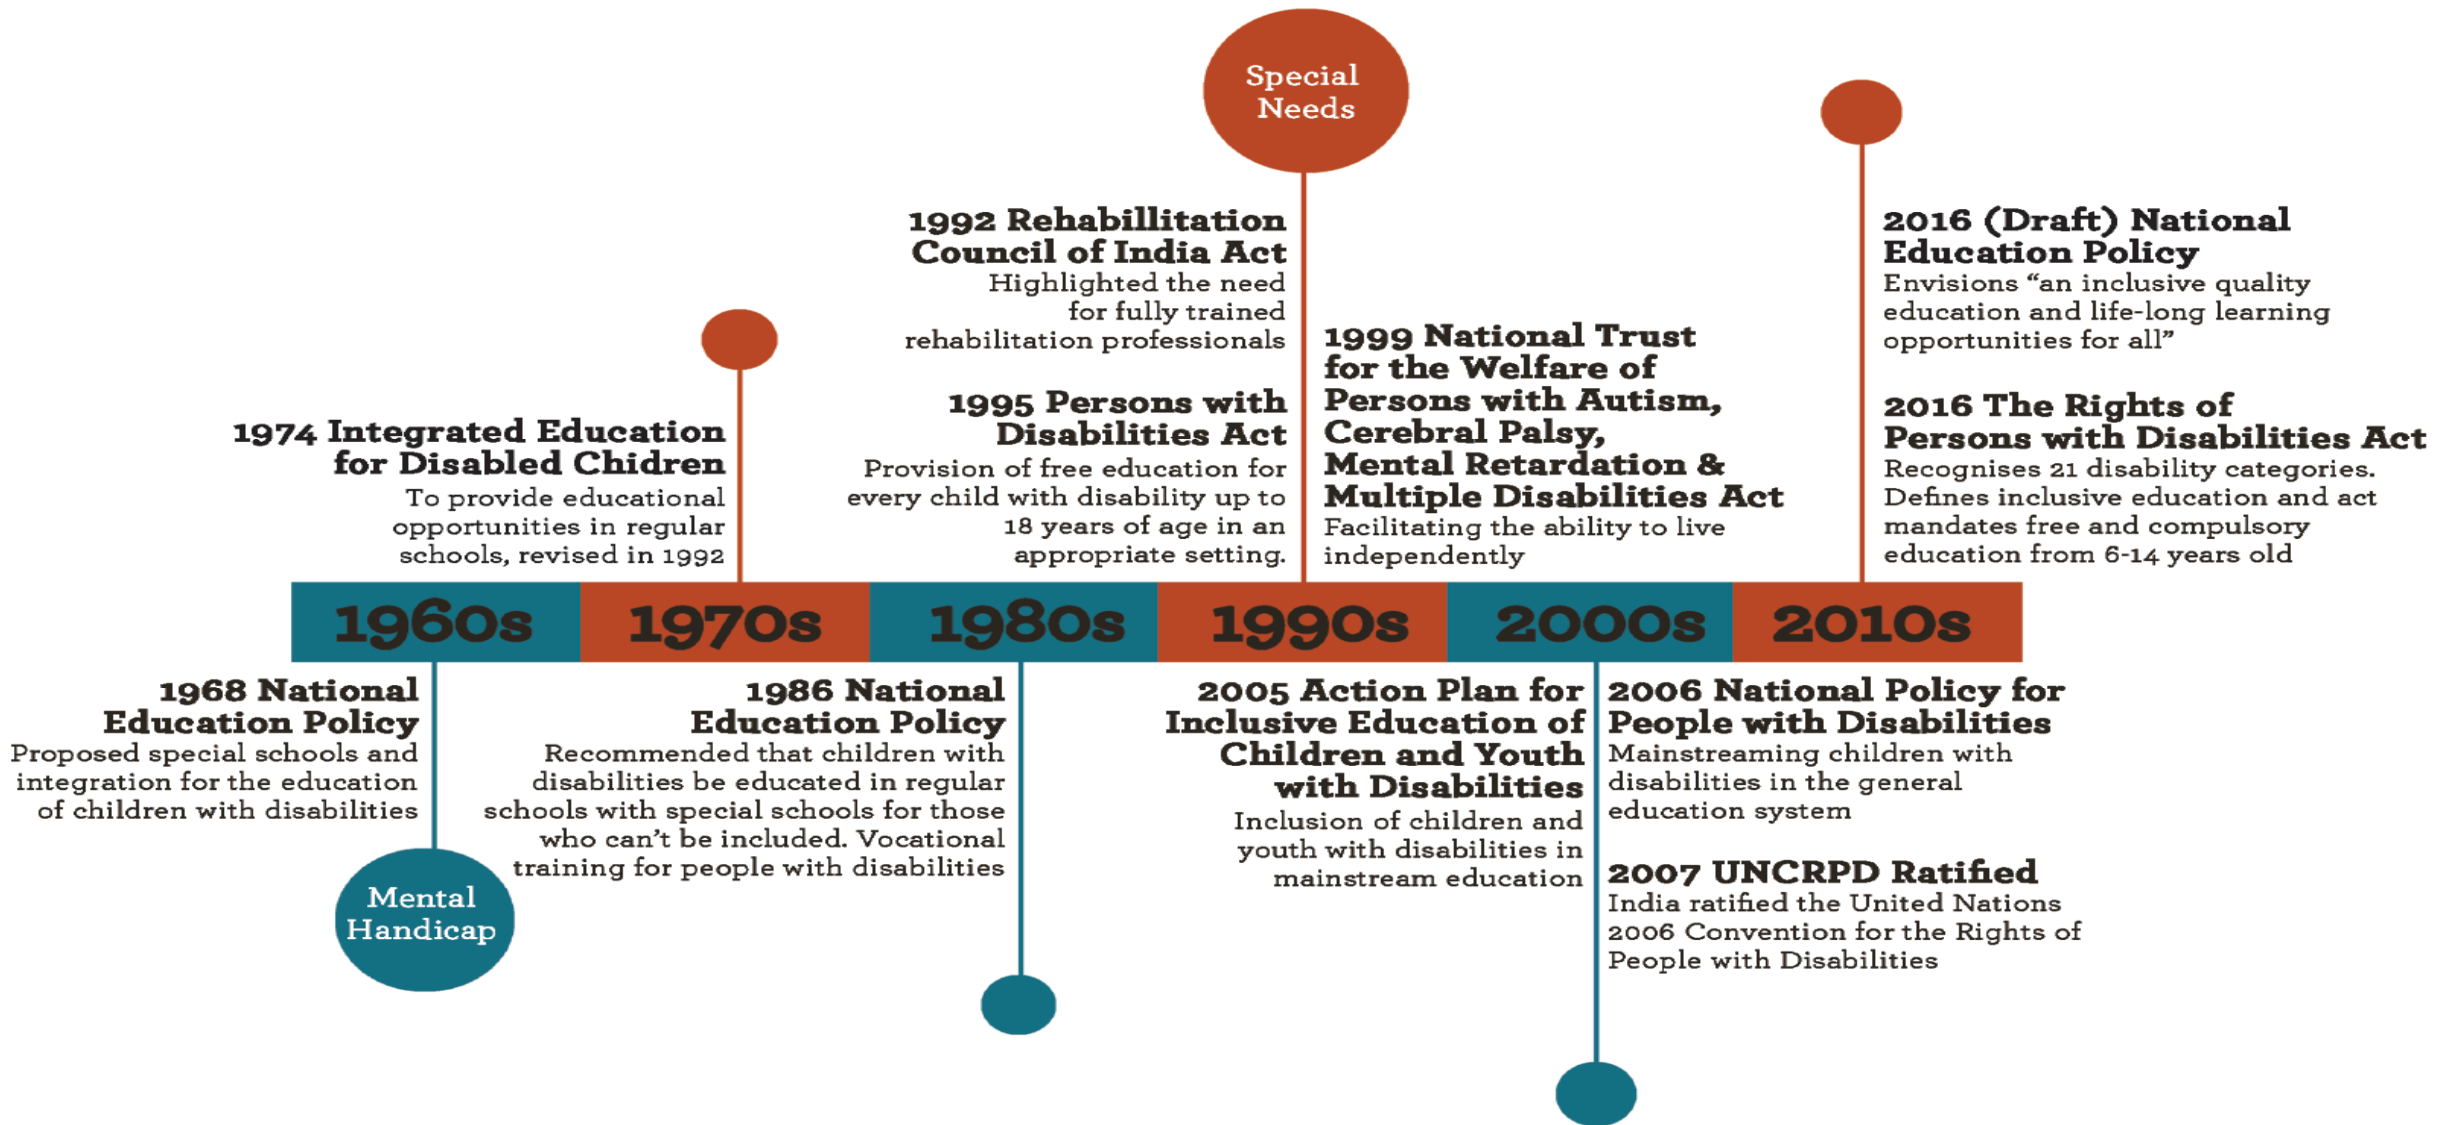 Special
Needs
1992 Rehabillitation
Council of India Act
Highlighted the need
for fully trained
rehabilitation professionals
1995 Persons with
Disabilities Act
Provision of free education for
every child with disability up to
18 years of age in an
appropriate setting.
1999 National Trust
for the Welfare of
Persons with Autism,
Cerebral Palsy,
Mental Retardation &
Multiple Disabilities Act
Facilitating the ability to live
independently
2016 (Draft) National
Education Policy
Envisions “an inclusive quality
education and life-long learning
opportunities for all”
2016 The Rights of
Persons with Disabilities Act
Recognises 21 disability categories.
Defines inclusive education and act
mandates free and compulsory
education from 6-14 years old
1974 Integrated Education
for Disabled Chidren
To provide educational
opportunities in regular
schools, revised in 1992
1960s
1970s
1980s
1990s
2000s
2010s
1968 National
Education Policy
Proposed special schools and
integration for the education
of children with disabilities
Mental
Handicap
1986 National
Education Policy
Recommended that children with
disabilities be educated in regular
schools with special schools for those
who can’t be included. Vocational
training for people with disabilities
2005 Action Plan for
Inclusive Education of
Children and Youth
with Disabilities
Inclusion of children and
youth with disabilities in
mainstream education
2006 National Policy for
People with Disabilities
Mainstreaming children with
disabilities in the general
education system
2007 UNCRPD Ratified
India ratified the United Nations
2006 Convention for the Rights of
People with Disabilities